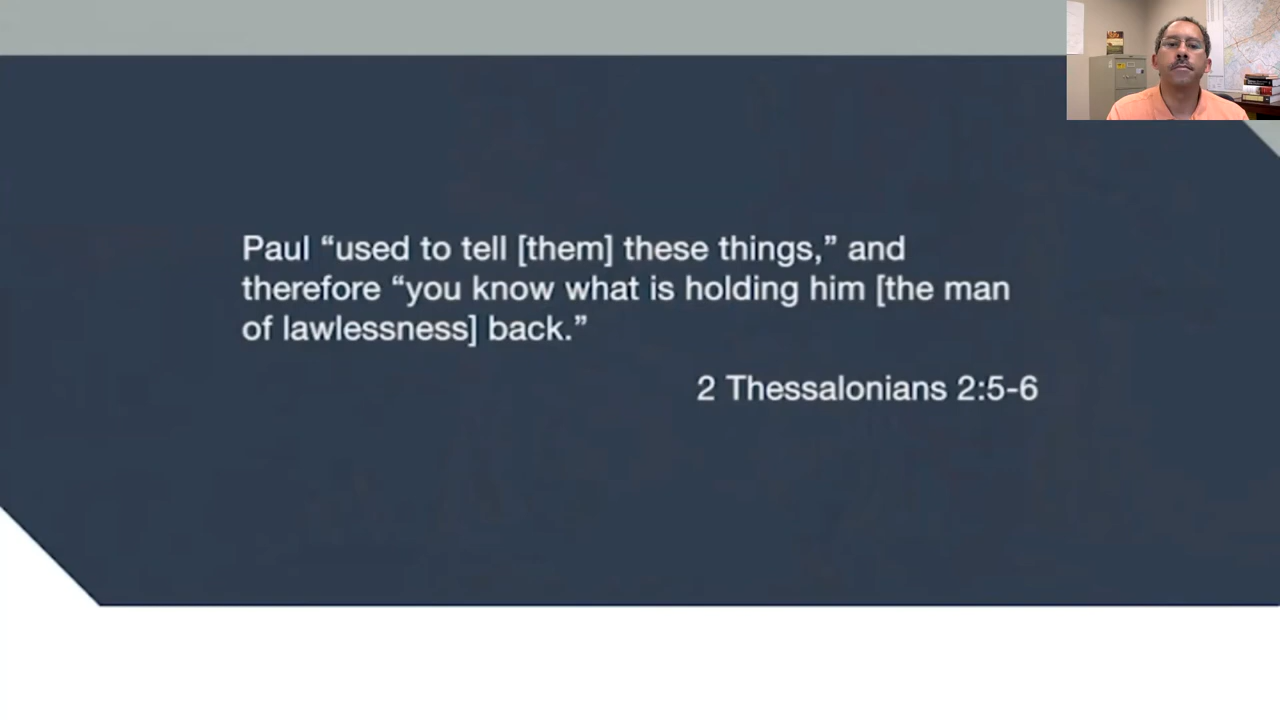 Paul “used to tell [them] these things,” and
therefore “you know what is holding him [the man
of lawlessness] back.”
2 Thessalonians 2:5-6